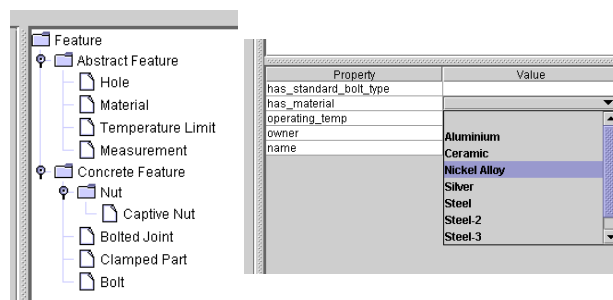 Feature
Abstract Feature
Hole
Material
Temperature Limit
Measurement
Concrete Feature
Nut
Captive Nut
Bolted Joint
Clamped Part
Bolt
Property Value
has_standard_bolt_type
has_material
operating_temp
owner
name
Aluminium
Ceramic
Nickel Alloy
Silver
Steel
Steel-2
Steel-3